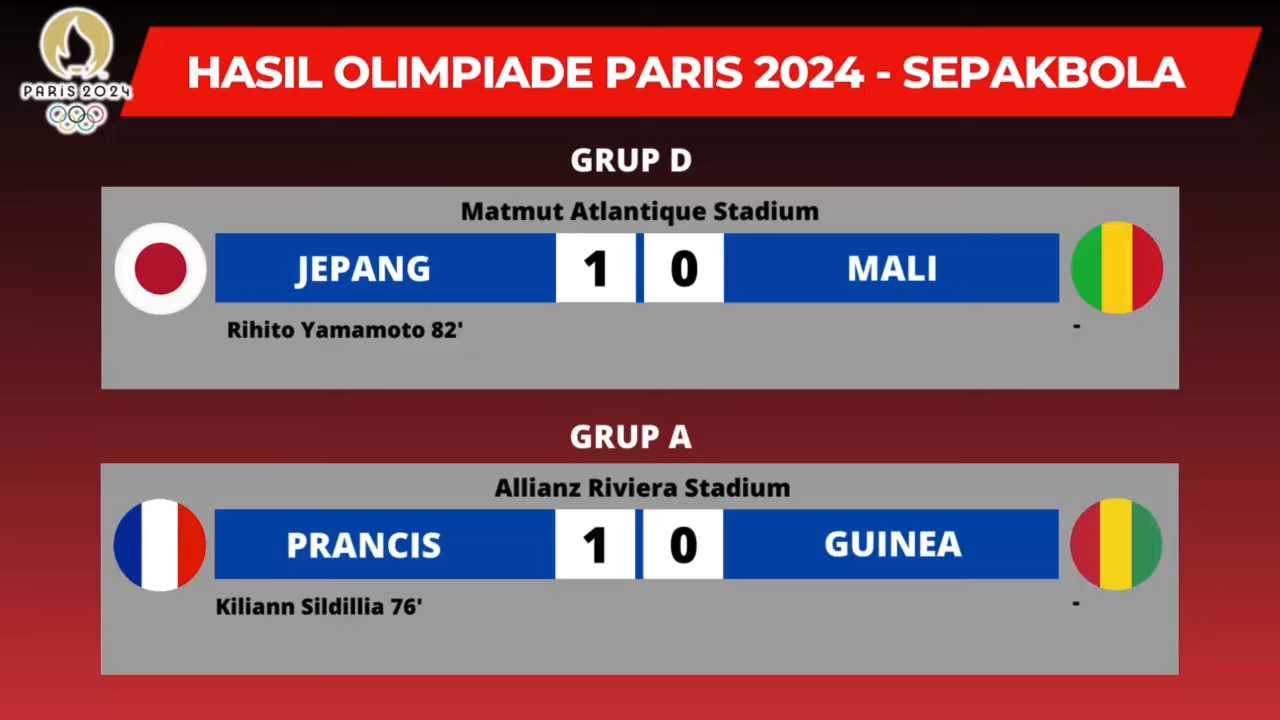 PARIS 2024
HASIL OLIMPIADE PARIS 2024 - SEPAKBOLA
GRUP D
Matmut Atlantique Stadium
JEPANG 1 0 MALI
Rihito Yamamoto 82' -
GRUP A
Allianz Riviera Stadium
PRANCIS 1 0 GUINEA
Kiliann Sildillia 76' -